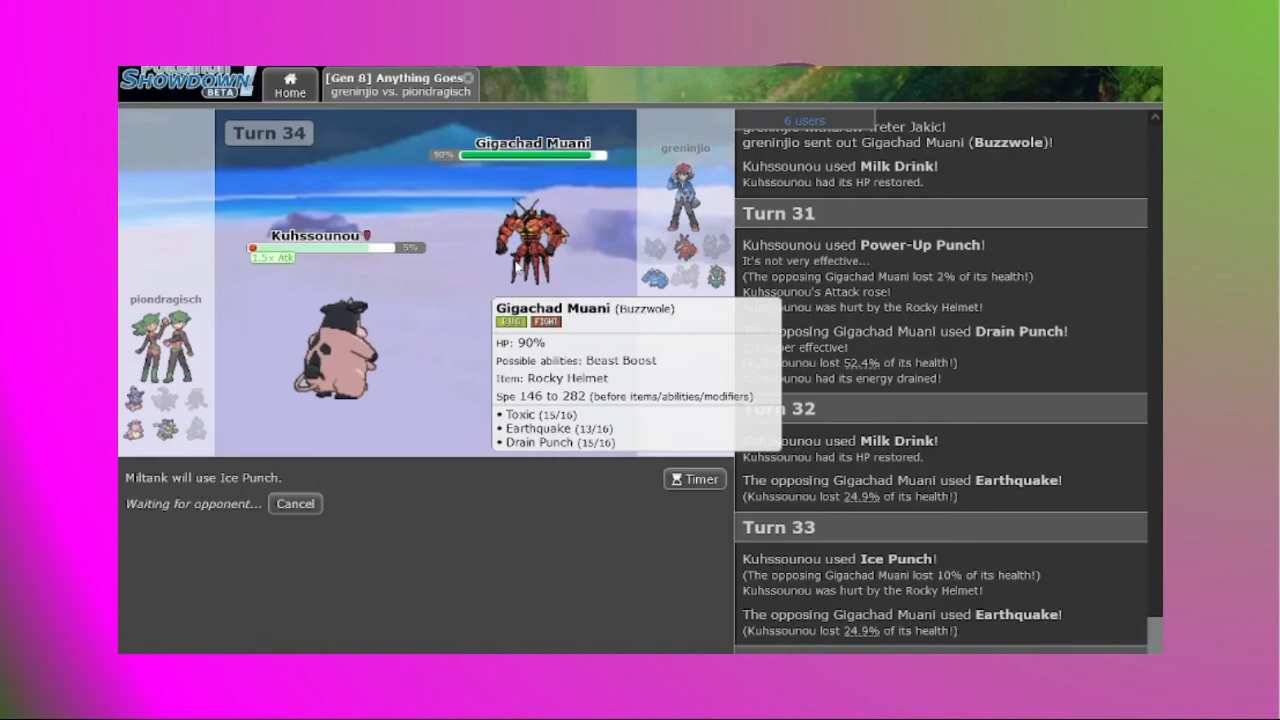 Pokémon
SHOWDOWN!
BETA
Home
[Gen 8] Anything Goes
greninjio vs. piondragisch
Turn 34
Gigachad Muani
90%
Kuhssounou
5%
1.5× Atk
piondragisch
greninjio
Gigachad Muani (Buzzwole)
BUG FIGHT
HP: 90%
Possible abilities: Beast Boost
Item: Rocky Helmet
Spe 146 to 282 (before items/abilities/modifiers)
• Toxic (15/16)
• Earthquake (13/16)
• Drain Punch (15/16)
Miltank will use Ice Punch.
Timer
Waiting for opponent... Cancel
6 users
greninjio withdrew Jakic!
greninjio sent out Gigachad Muani (Buzzwole)!
Kuhssounou used Milk Drink!
Kuhssounou had its HP restored.
Turn 31
Kuhssounou used Power-Up Punch!
It's not very effective...
(The opposing Gigachad Muani lost 2% of its health!)
Kuhssounou's Attack rose!
Kuhssounou was hurt by the Rocky Helmet!
The opposing Gigachad Muani used Drain Punch!
It's super effective!
(Kuhssounou lost 52.4% of its health!)
Kuhssounou had its energy drained!
Turn 32
Kuhssounou used Milk Drink!
Kuhssounou had its HP restored.
The opposing Gigachad Muani used Earthquake!
(Kuhssounou lost 24.9% of its health!)
Turn 33
Kuhssounou used Ice Punch!
(The opposing Gigachad Muani lost 10% of its health!)
Kuhssounou was hurt by the Rocky Helmet!
The opposing Gigachad Muani used Earthquake!
(Kuhssounou lost 24.9% of its health!)